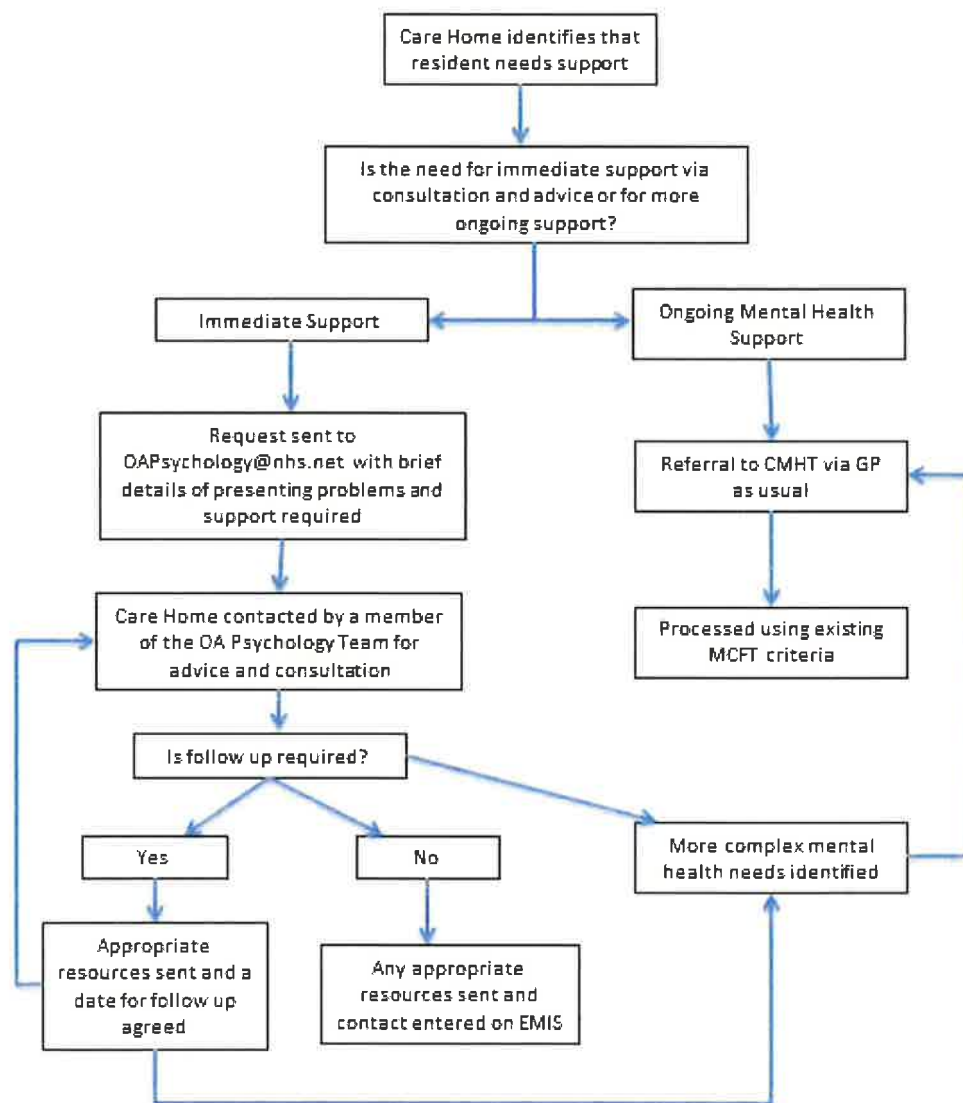 Care Home identifies that
resident needs support
Is the need for immediate support via
consultation and advice or for more
ongoing support?
Immediate Support
Ongoing Mental Health
Support
Request sent to
OAPsychology@nhs.net with brief
details of presenting problems and
support required
Referral to CMHT via GP
as usual
Care Home contacted by a member
of the OA Psychology Team for
advice and consultation
Processed using existing
MCFT criteria
Is follow up required?
Yes
No
More complex mental
health needs identified
Appropriate
resources sent and a
date for follow up
agreed
Any appropriate
resources sent and
contact entered on EMIS